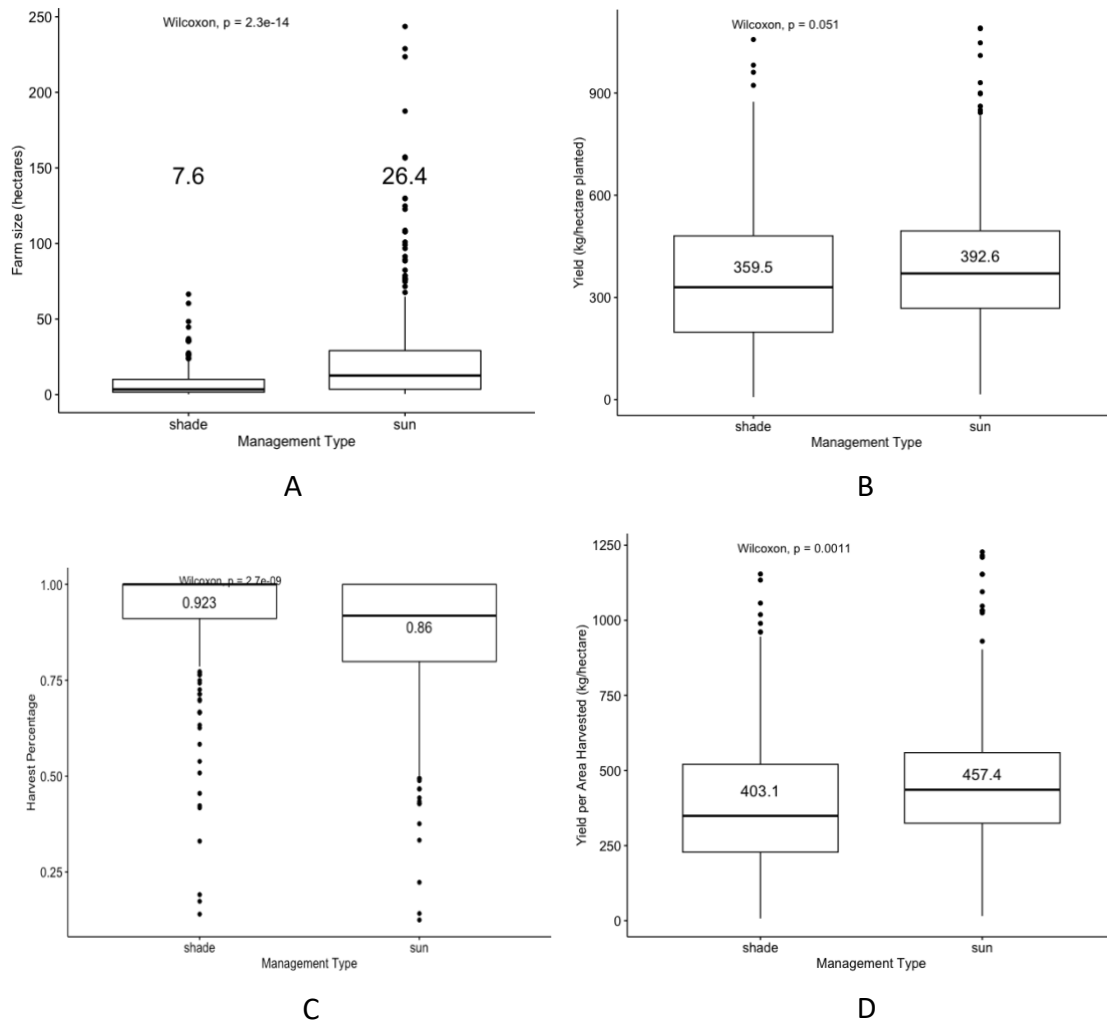 Wilcoxon, p = 2.3e-14
250
200
150
100
50
0
Farm size (hectares)
7.6
26.4
shade
sun
Management Type
A
Wilcoxon, p = 0.051
900
600
300
0
Yield (kg/hectare planted)
359.5
392.6
shade
sun
Management Type
B
Wilcoxon, p = 2.7e-09
1.00
0.75
0.50
0.25
Harvest Percentage
0.923
0.86
shade
sun
Management Type
C
Wilcoxon, p = 0.0011
1250
1000
750
500
250
0
Yield per Area Harvested (kg/hectare)
403.1
457.4
shade
sun
Management Type
D